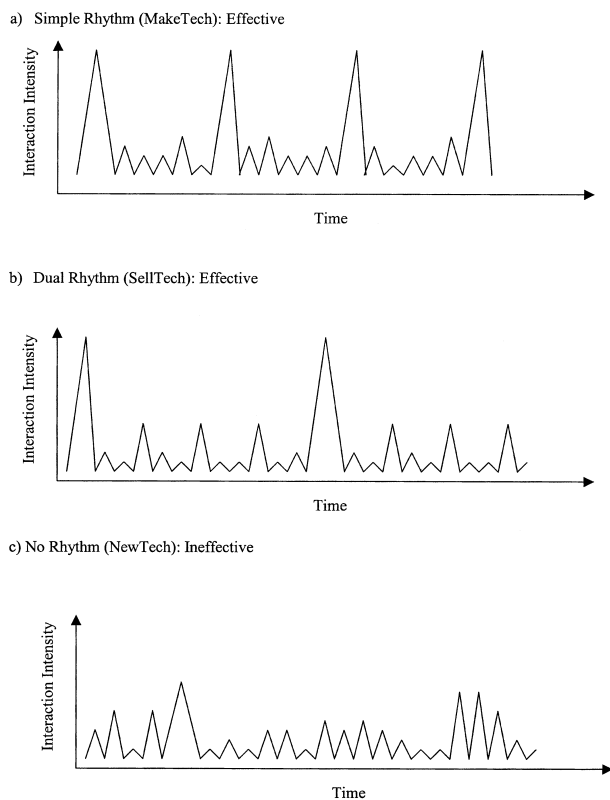 a) Simple Rhythm (MakeTech): Effective
Interaction Intensity
Time
b) Dual Rhythm (SellTech): Effective
Interaction Intensity
Time
c) No Rhythm (NewTech): Ineffective
Interaction Intensity
Time